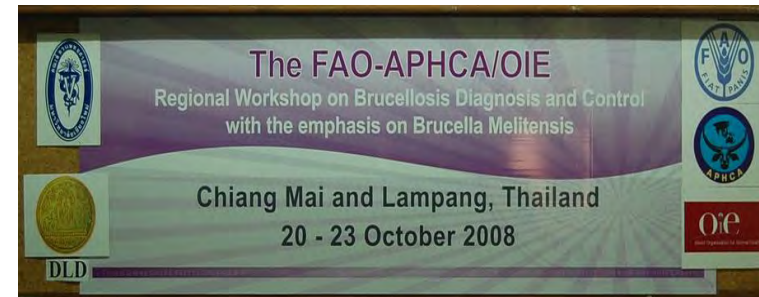 The FAO-APHCA/OIE
Regional Workshop on Brucellosis Diagnosis and Control
with the emphasis on Brucella Melitensis
Chiang Mai and Lampang, Thailand
20 - 23 October 2008
DLD
F A O
FIAT PANIS
APHCA
Oie